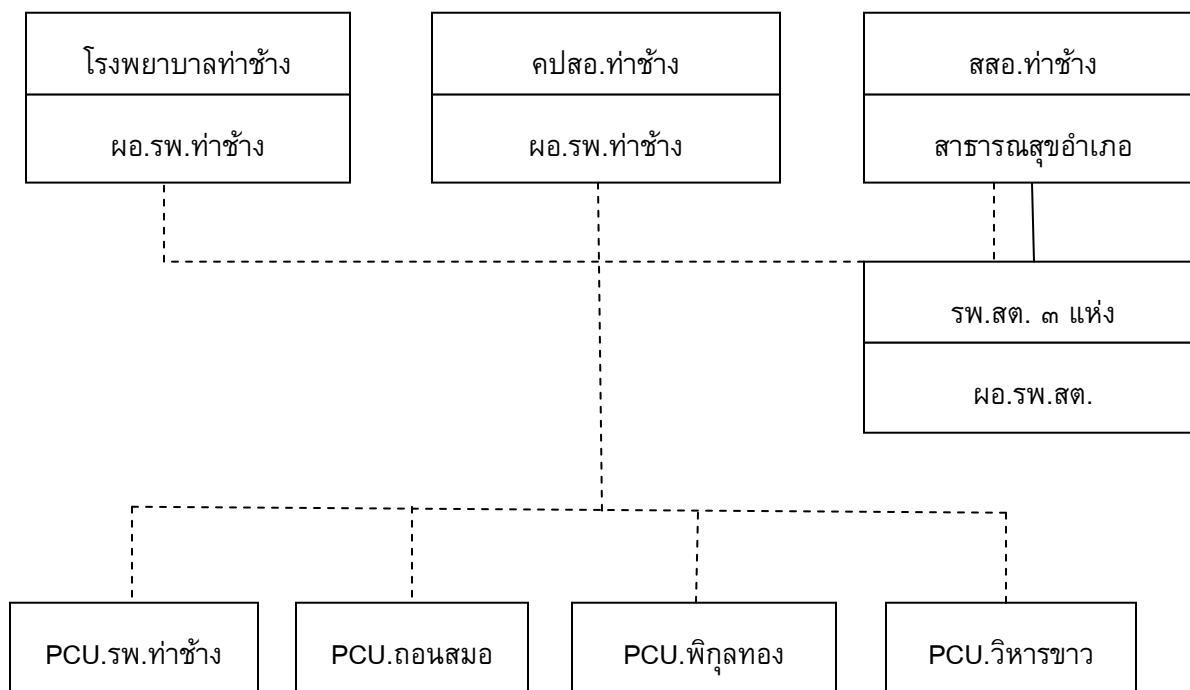 โรงพยาบาลท่าช้าง
ผอ.รพ.ท่าช้าง
คปสอ.ท่าช้าง
ผอ.รพ.ท่าช้าง
สสอ.ท่าช้าง
สาธารณสุขอำเภอ
รพ.สต. ๓ แห่ง
ผอ.รพ.สต.
PCU.รพ.ท่าช้าง
PCU.ถอนสมอ
PCU.พิกุลทอง
PCU.วิหารขาว